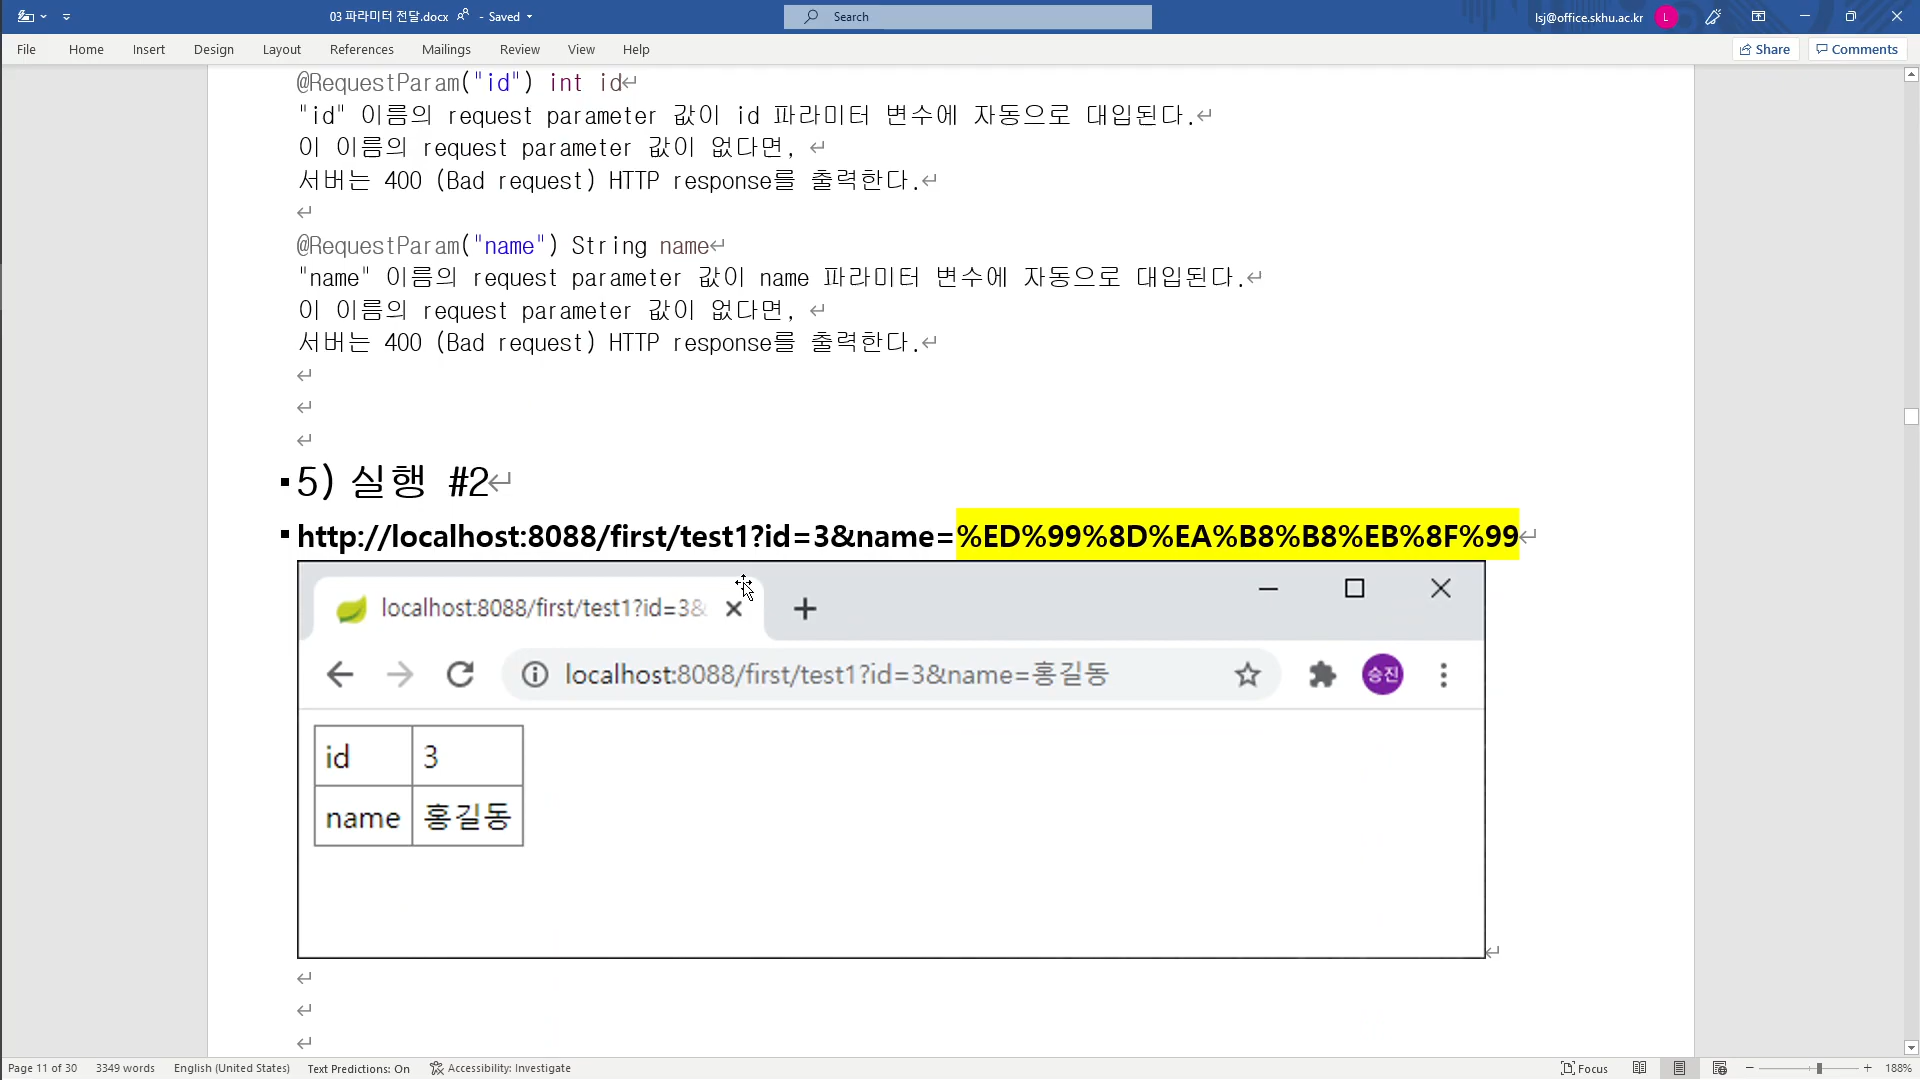 03 파라미터 전달.docx - Saved
Search
lsj@office.skhu.ac.kr
L
File Home Insert Design Layout References Mailings Review View Help
Share Comments
@RequestParam("id") int id
"id" 이름의 request parameter 값이 id 파라미터 변수에 자동으로 대입된다.
이 이름의 request parameter 값이 없다면,
서버는 400 (Bad request) HTTP response를 출력한다.
@RequestParam("name") String name
"name" 이름의 request parameter 값이 name 파라미터 변수에 자동으로 대입된다.
이 이름의 request parameter 값이 없다면,
서버는 400 (Bad request) HTTP response를 출력한다.
5) 실행 #2
http://localhost:8088/first/test1?id=3&name=%ED%99%8D%EA%B8%B8%EB%8F%99
localhost:8088/first/test1?id=3&
localhost:8088/first/test1?id=3&name=홍길동
승진
id 3
name 홍길동
Page 11 of 30 3349 words English (United States) Text Predictions: On Accessibility: Investigate Focus 188%